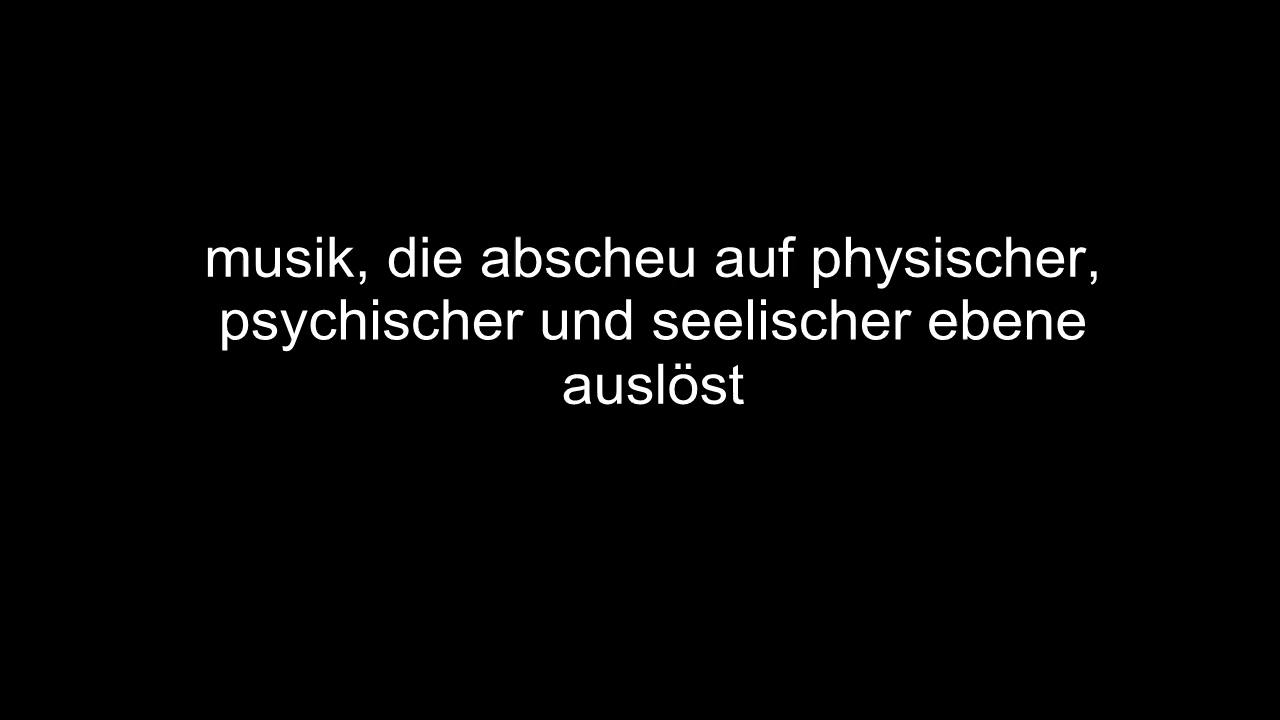 musik, die abscheu auf physischer,
psychischer und seelischer ebene
auslöst